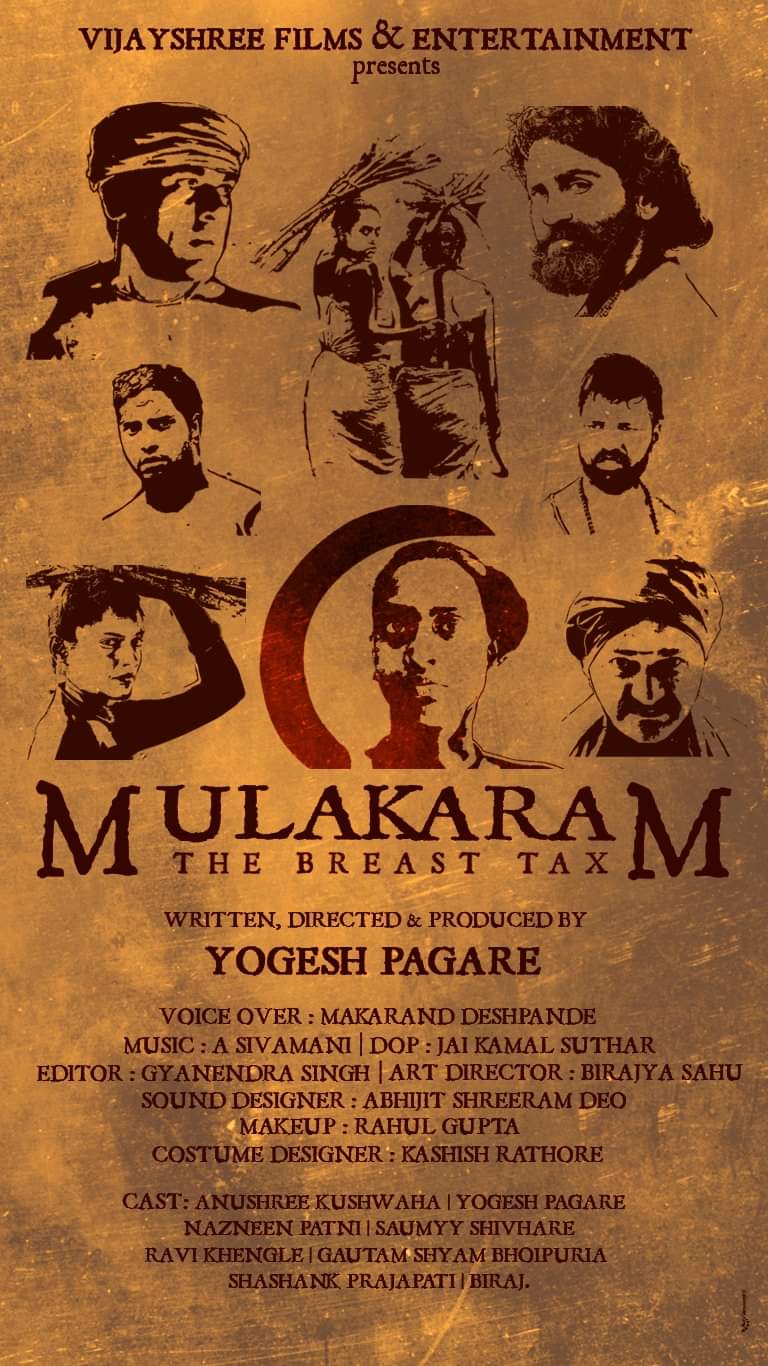 VIJAYSHREE FILMS & ENTERTAINMENT
presents
MULAKARAM
THE BREAST TAX
WRITTEN, DIRECTED & PRODUCED BY
YOGESH PAGARE
VOICE OVER : MAKARAND DESHPANDE
MUSIC : A SIVAMANI | DOP : JAI KAMAL SUTHAR
EDITOR : GYANENDRA SINGH | ART DIRECTOR : BIRAJYA SAHU
SOUND DESIGNER : ABHIJIT SHREERAM DEO
MAKEUP : RAHUL GUPTA
COSTUME DESIGNER : KASHISH RATHORE
CAST: ANUSHREE KUSHWAHA | YOGESH PAGARE
NAZNEEN PATNI | SAUMYY SHIVHARE
RAVI KHENGLE | GAUTAM SHYAM BHOIPURIA
SHASHANK PRAJAPATI | BIRAJ.